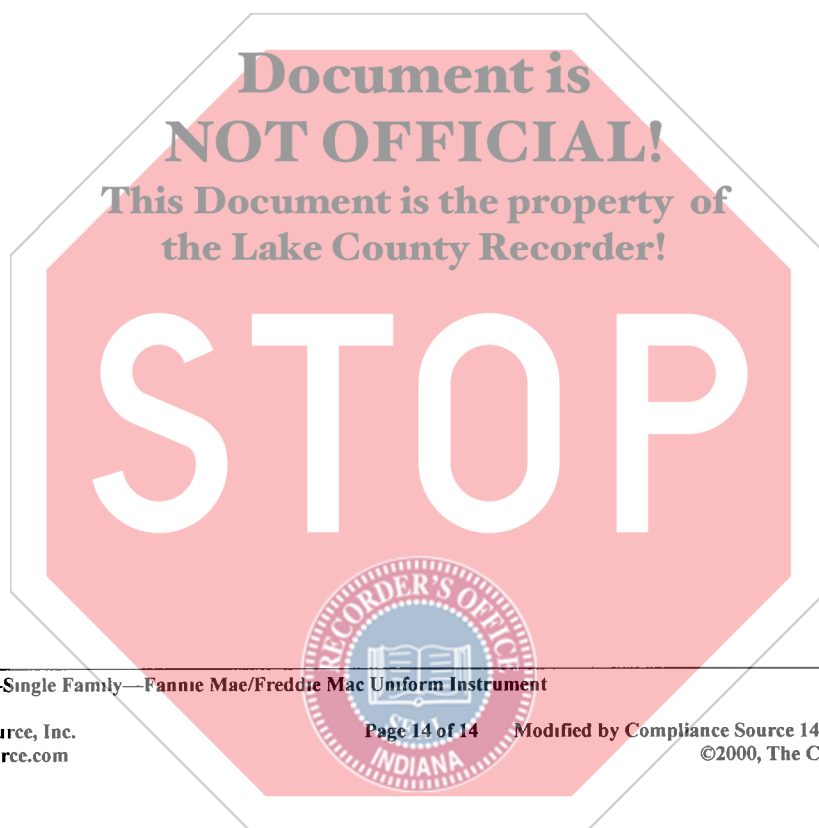 Document is
NOT OFFICIAL!
This Document is the property of
the Lake County Recorder!
STOP
RECORDER'S OFFICE
-Single Family—Fannie Mae/Freddie Mac Uniform Instrument
urce, Inc.
Page 14 of 14
Modified by Compliance Source 14
rce.com
©2000, The C
SEAL
INDIANA